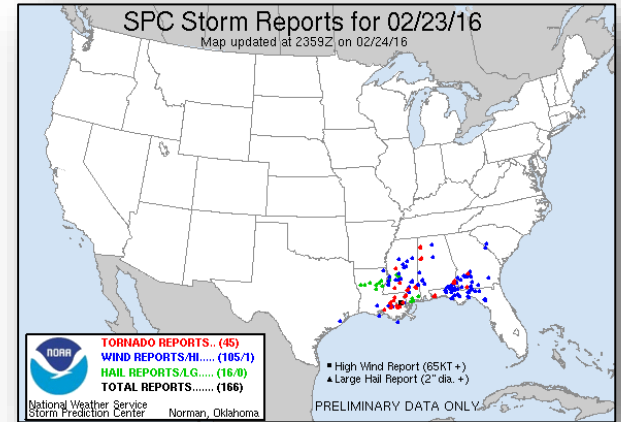 SPC Storm Reports for 02/23/16
Map updated at 2359Z on 02/24/16
TORNADO REPORTS.. (45)
WIND REPORTS/HI..... (105/1)
HAIL REPORTS/LG..... (16/0)
TOTAL REPORTS....... (166)
NOAA
National Weather Service
Storm Prediction Center Norman, Oklahoma
High Wind Report (65KT +)
Large Hail Report (2" dia. +)
PRELIMINARY DATA ONLY